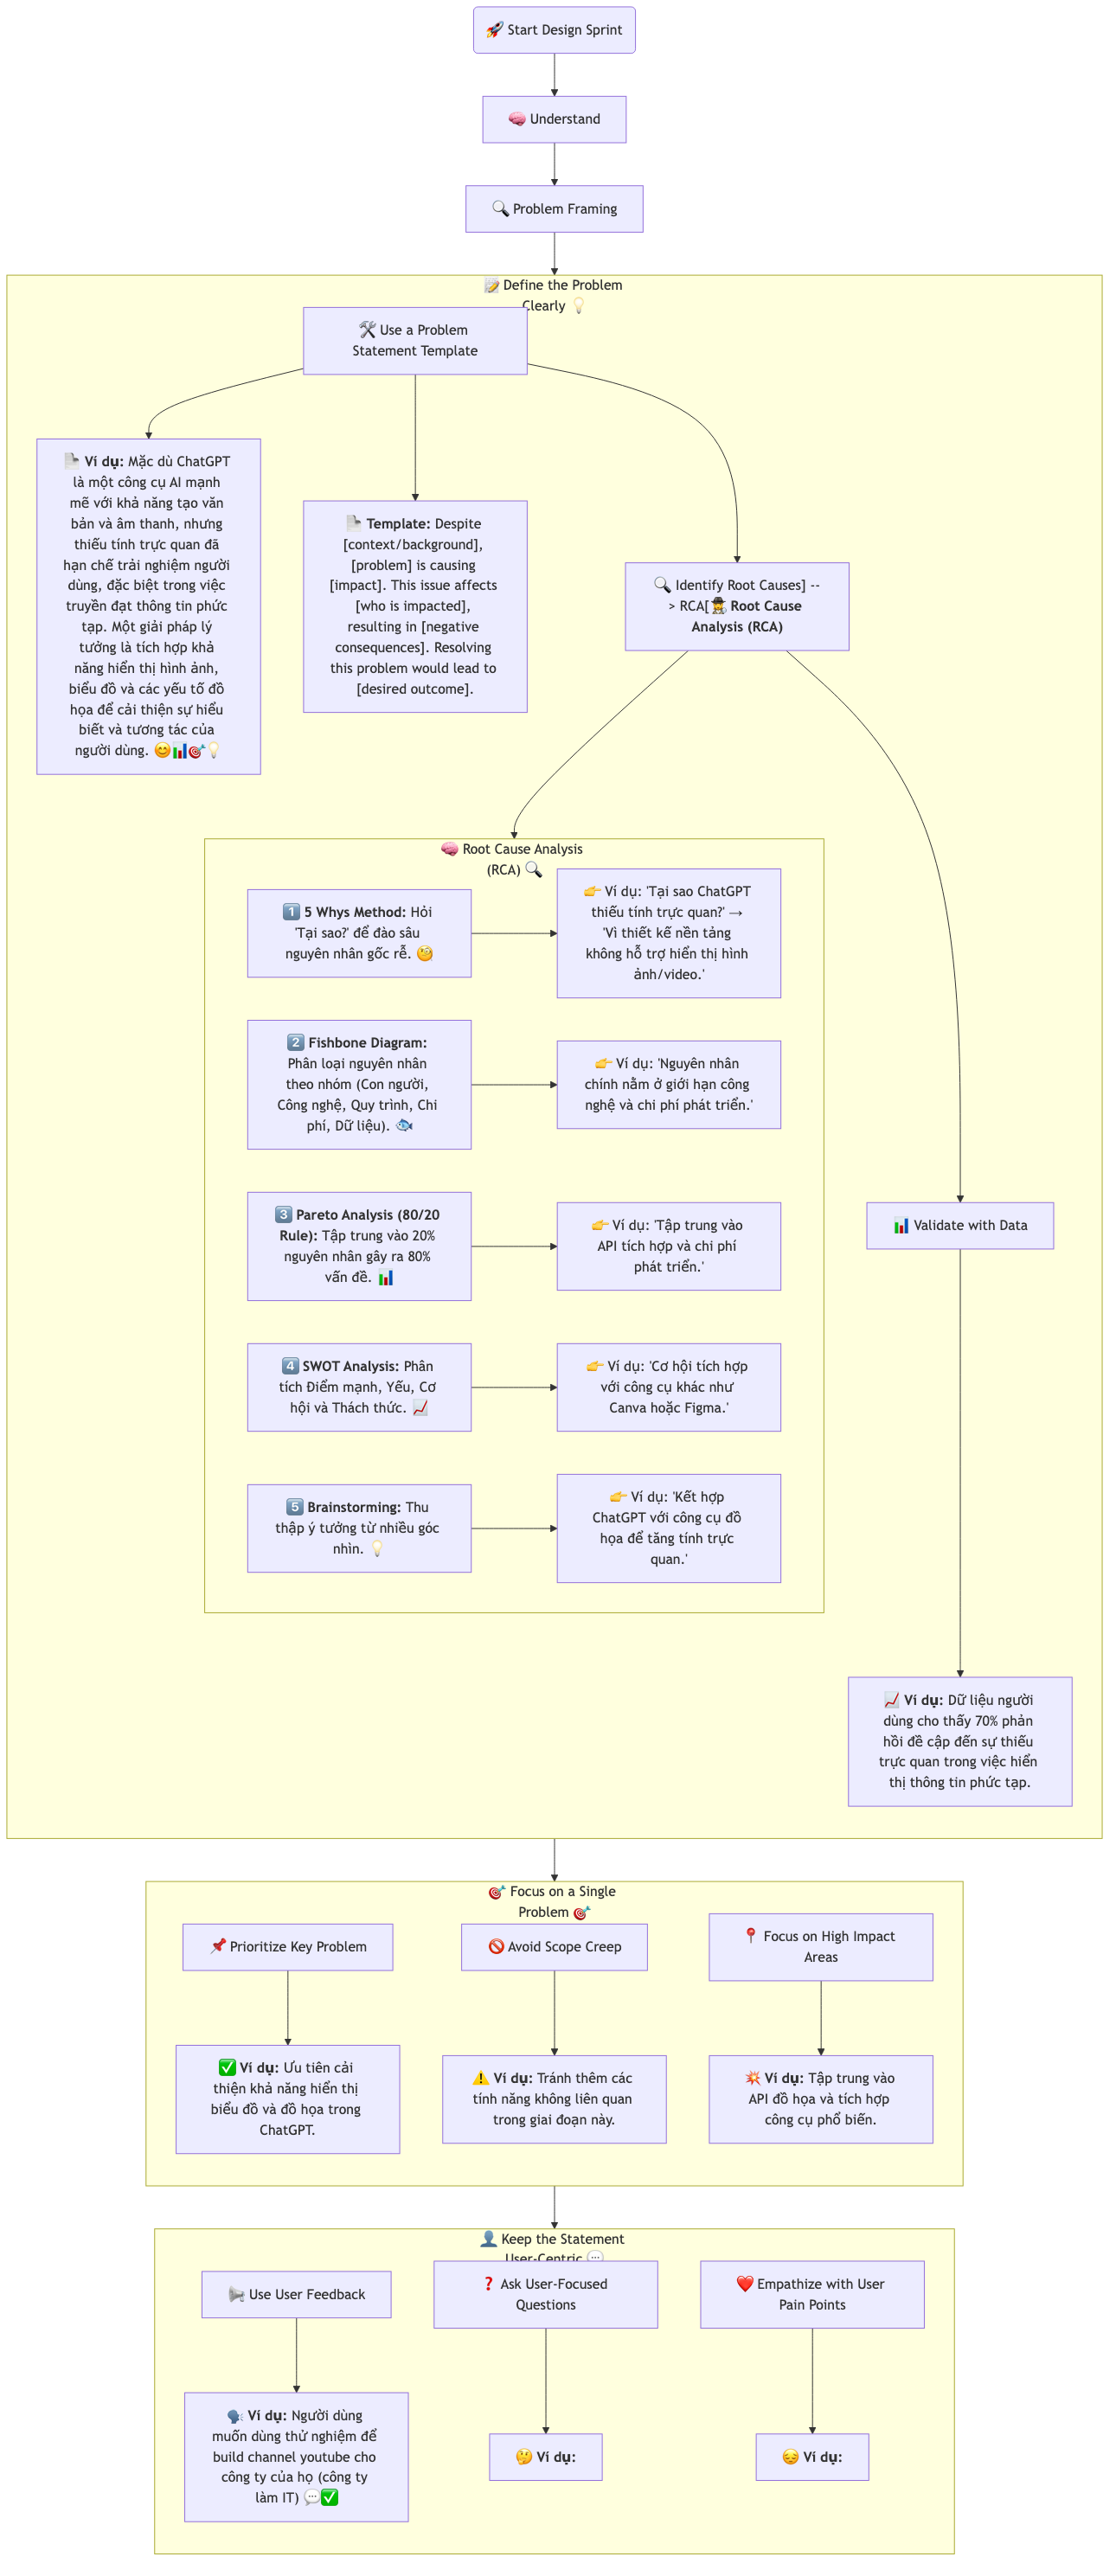 🚀 Start Design Sprint
🧠 Understand
🔍 Problem Framing
📝 Define the Problem
Clearly 💡
🛠️ Use a Problem
Statement Template
📄 Ví dụ: Mặc dù ChatGPT
là một công cụ AI mạnh
mẽ với khả năng tạo văn
bản và âm thanh, nhưng
thiếu tính trực quan đã
hạn chế trải nghiệm người
dùng, đặc biệt trong việc
truyền đạt thông tin phức
tạp. Một giải pháp lý
tưởng là tích hợp khả
năng hiển thị hình ảnh,
biểu đồ và các yếu tố đồ
họa để cải thiện sự hiểu
biết và tương tác của
người dùng. 😊📊🎯💡
📄 Template: Despite
[context/background],
[problem] is causing
[impact]. This issue affects
[who is impacted],
resulting in [negative
consequences]. Resolving
this problem would lead to
[desired outcome].
🔍 Identify Root Causes] --
> RCA[🕵️ Root Cause
Analysis (RCA)
🧠 Root Cause Analysis
(RCA) 🔍
1️⃣ 5 Whys Method: Hỏi
'Tại sao?' để đào sâu
nguyên nhân gốc rễ. 🧐
👉 Ví dụ: 'Tại sao ChatGPT
thiếu tính trực quan?' →
'Vì thiết kế nền tảng
không hỗ trợ hiển thị hình
ảnh/video.'
2️⃣ Fishbone Diagram:
Phân loại nguyên nhân
theo nhóm (Con người,
Công nghệ, Quy trình, Chi
phí, Dữ liệu). 🐟
👉 Ví dụ: 'Nguyên nhân
chính nằm ở giới hạn công
nghệ và chi phí phát triển.'
3️⃣ Pareto Analysis (80/20
Rule): Tập trung vào 20%
nguyên nhân gây ra 80%
vấn đề. 📊
👉 Ví dụ: 'Tập trung vào
API tích hợp và chi phí
phát triển.'
📊 Validate with Data
4️⃣ SWOT Analysis: Phân
tích Điểm mạnh, Yếu, Cơ
hội và Thách thức. 📈
👉 Ví dụ: 'Cơ hội tích hợp
với công cụ khác như
Canva hoặc Figma.'
5️⃣ Brainstorming: Thu
thập ý tưởng từ nhiều góc
nhìn. 💡
👉 Ví dụ: 'Kết hợp
ChatGPT với công cụ đồ
họa để tăng tính trực
quan.'
📈 Ví dụ: Dữ liệu người
dùng cho thấy 70% phản
hồi đề cập đến sự thiếu
trực quan trong việc hiển
thị thông tin phức tạp.
🎯 Focus on a Single
Problem 🎯
📌 Prioritize Key Problem
🚫 Avoid Scope Creep
📍 Focus on High Impact
Areas
✅ Ví dụ: Ưu tiên cải
thiện khả năng hiển thị
biểu đồ và đồ họa trong
ChatGPT.
⚠️ Ví dụ: Tránh thêm các
tính năng không liên quan
trong giai đoạn này.
💥 Ví dụ: Tập trung vào
API đồ họa và tích hợp
công cụ phổ biến.
👤 Keep the Statement
User-Centric 💬
📢 Use User Feedback
❓ Ask User-Focused
Questions
❤️ Empathize with User
Pain Points
🗣️ Ví dụ: Người dùng
muốn dùng thử nghiệm để
build channel youtube cho
công ty của họ (công ty
làm IT) 💬✅
🤔 Ví dụ:
😔 Ví dụ: